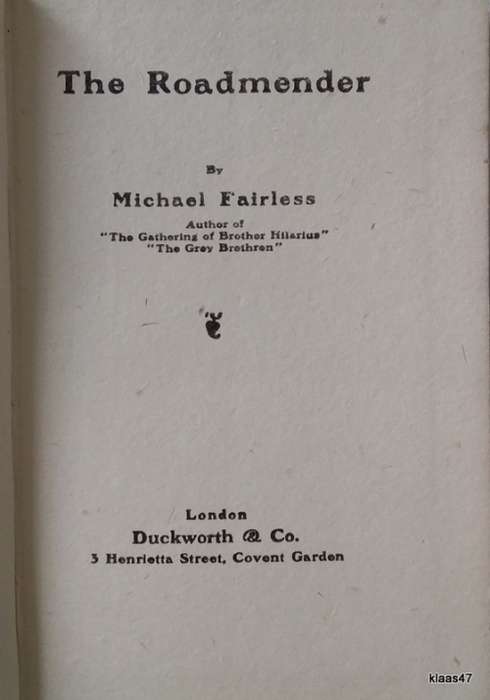 The Roadmender
By
Michael Fairless
Author of
"The Gathering of Brother Hilarius"
"The Grey Brethren"
London
Duckworth & Co.
3 Henrietta Street, Covent Garden
klaas47